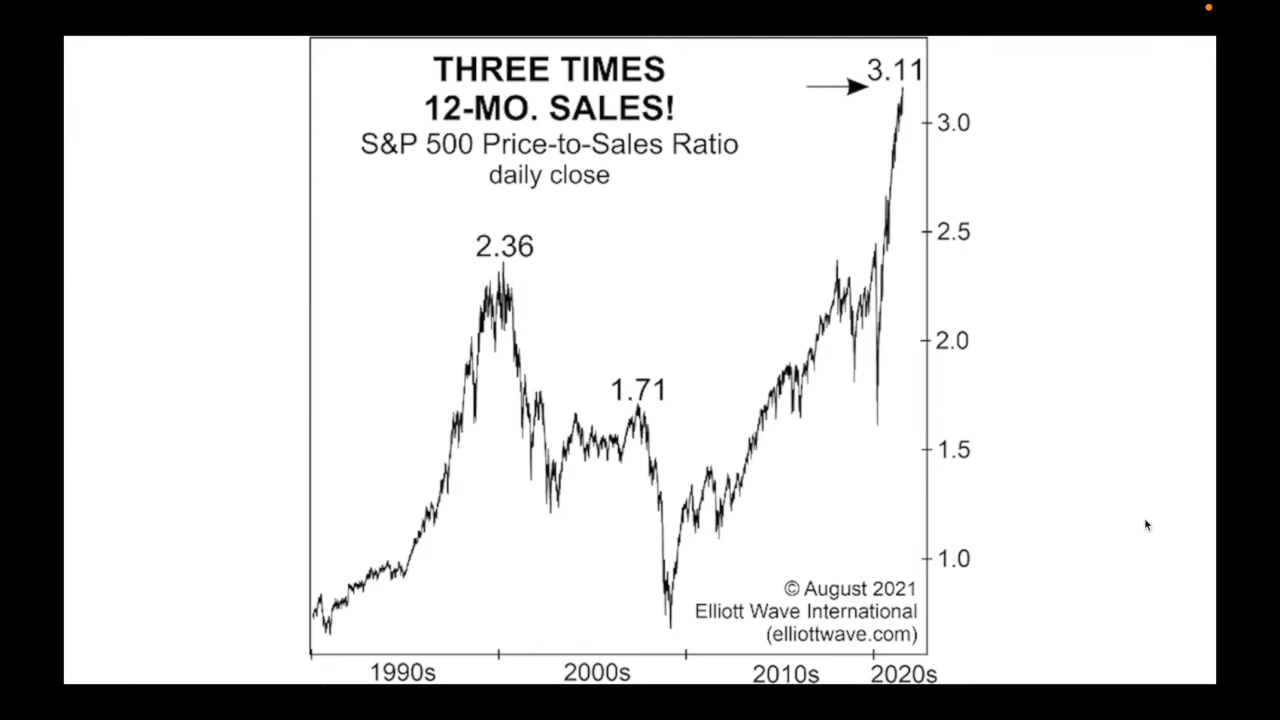 THREE TIMES
12-MO. SALES!
S&P 500 Price-to-Sales Ratio
daily close
3.11
3.0
2.5
2.36
2.0
1.71
1.5
1.0
© August 2021
Elliott Wave International
(elliottwave.com)
1990s 2000s 2010s 2020s